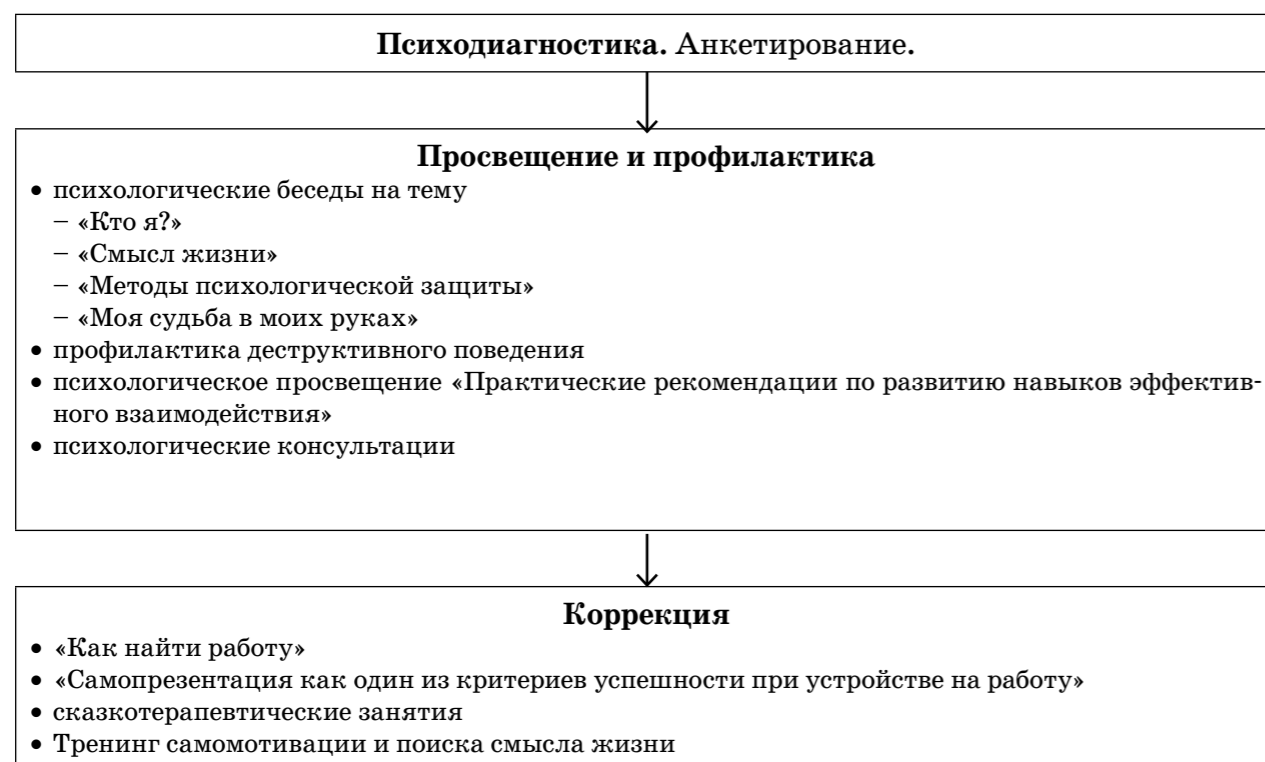 Психодиагностика. Анкетирование.
Просвещение и профилактика
• психологические беседы на тему
– «Кто я?»
– «Смысл жизни»
– «Методы психологической защиты»
– «Моя судьба в моих руках»
• профилактика деструктивного поведения
• психологическое просвещение «Практические рекомендации по развитию навыков эффектив-
ного взаимодействия»
• психологические консультации
Коррекция
• «Как найти работу»
• «Самопрезентация как один из критериев успешности при устройстве на работу»
• сказкотерапевтические занятия
• Тренинг самомотивации и поиска смысла жизни